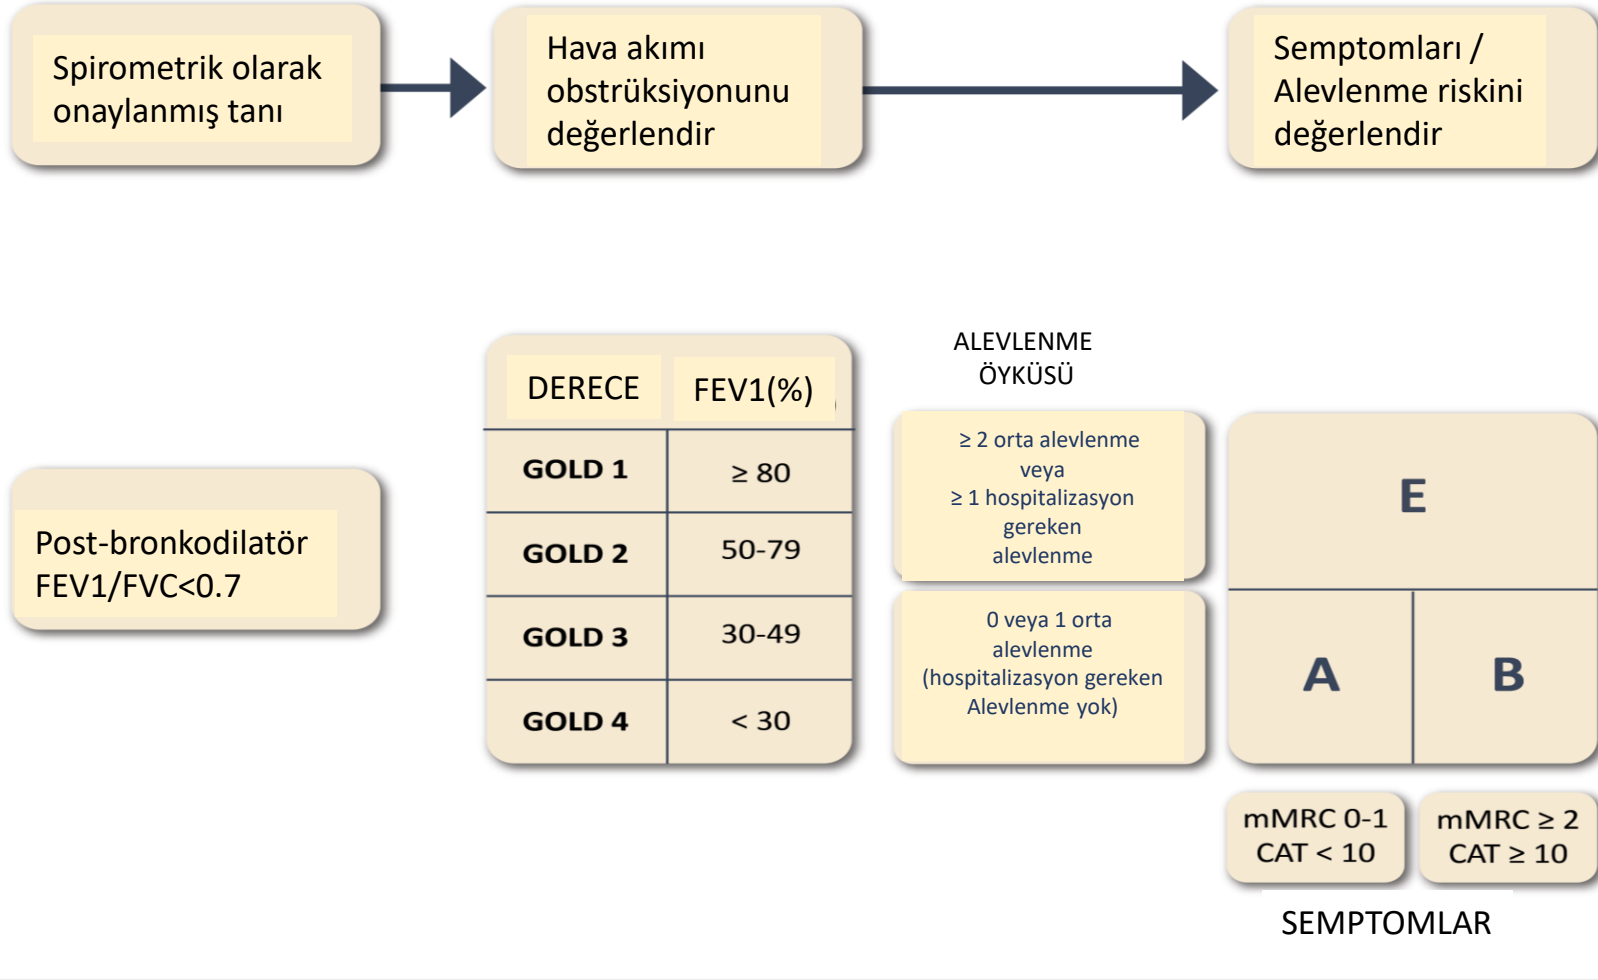 Spirometrik olarak
onaylanmış tanı
Hava akımı
obstrüksiyonunu
değerlendir
Semptomları /
Alevlenme riskini
değerlendir
Post-bronkodilatör
FEV1/FVC<0.7
DERECE FEV1(%)
GOLD 1 ≥ 80
GOLD 2 50-79
GOLD 3 30-49
GOLD 4 < 30
ALEVLENME
ÖYKÜSÜ
≥ 2 orta alevlenme
veya
≥ 1 hospitalizasyon
gereken
alevlenme
0 veya 1 orta
alevlenme
(hospitalizasyon gereken
Alevlenme yok)
E
A B
mMRC 0-1
CAT < 10
mMRC ≥ 2
CAT ≥ 10
SEMPTOMLAR